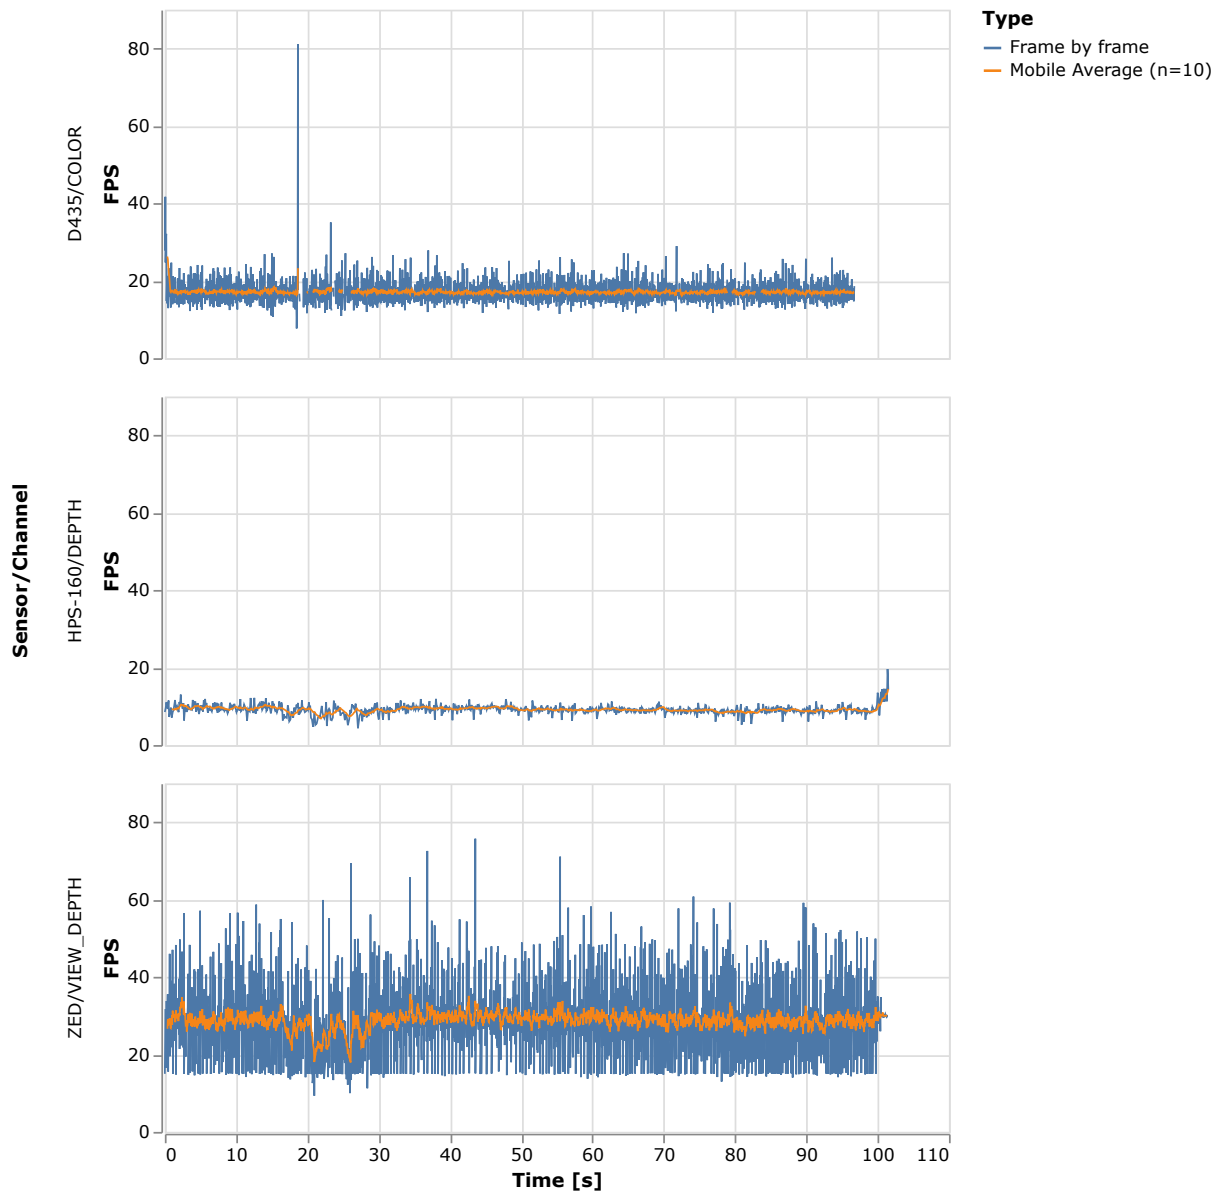 Type
Frame by frame
Mobile Average (n=10)
Sensor/Channel
D435/COLOR
FPS
80
60
40
20
0
HPS-160/DEPTH
FPS
80
60
40
20
0
ZED/VIEW_DEPTH
FPS
80
60
40
20
0
0 10 20 30 40 50 60 70 80 90 100 110
Time [s]